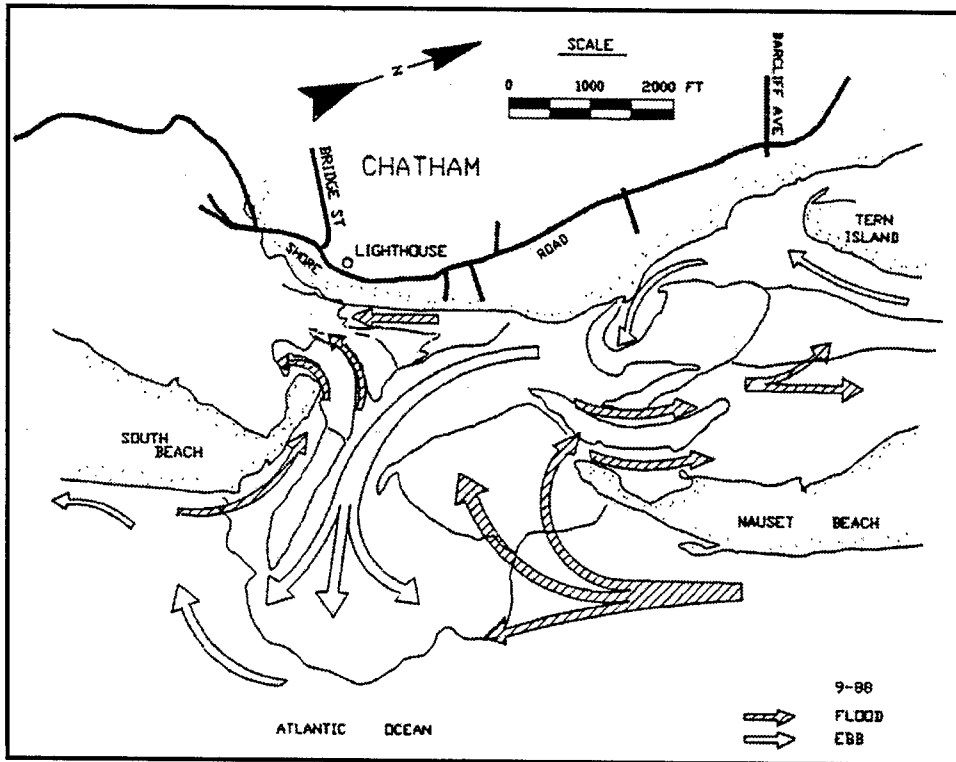 SCALE
0 1000 2000 FT
BARCLIFF AVE
N
CHATHAM
BRIDGE ST
LIGHTHOUSE
SHORE ROAD
TERN
ISLAND
SOUTH
BEACH
NAUSET BEACH
9-88
FLOOD
EBB
ATLANTIC OCEAN